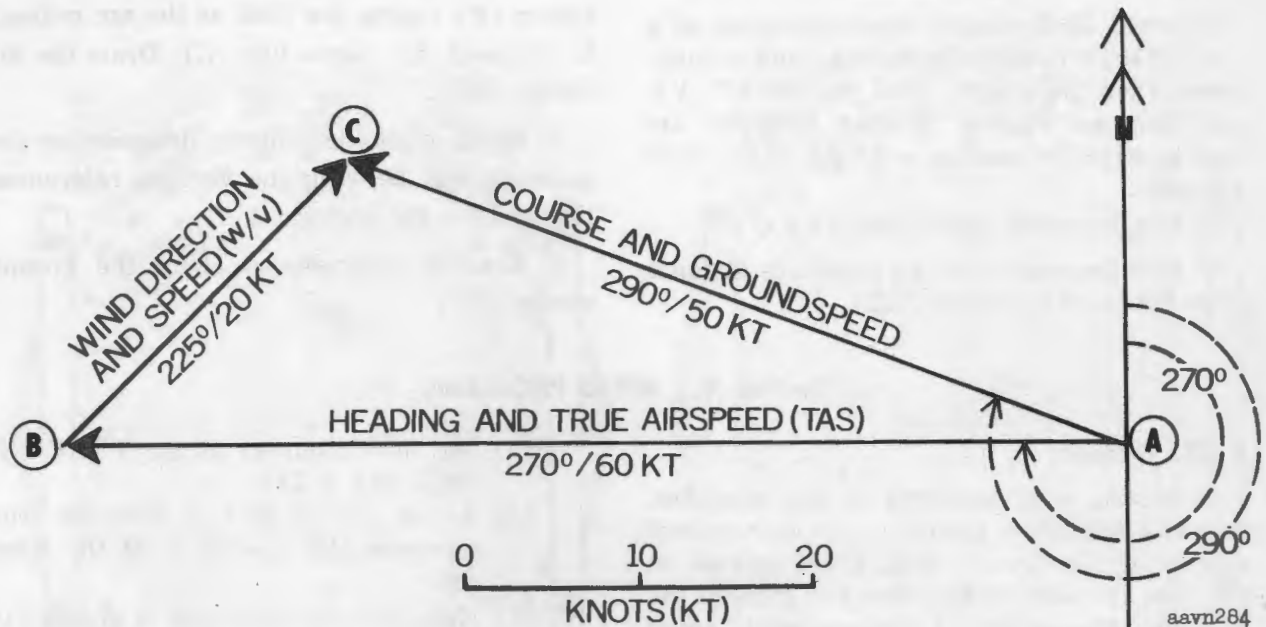 C
N
WIND DIRECTION
AND SPEED (w/v)
225°/20 KT
COURSE AND GROUNDSPEED
290°/50 KT
270°
B
HEADING AND TRUE AIRSPEED (TAS)
270°/60 KT
A
290°
0 10 20
KNOTS (KT)
aavn284